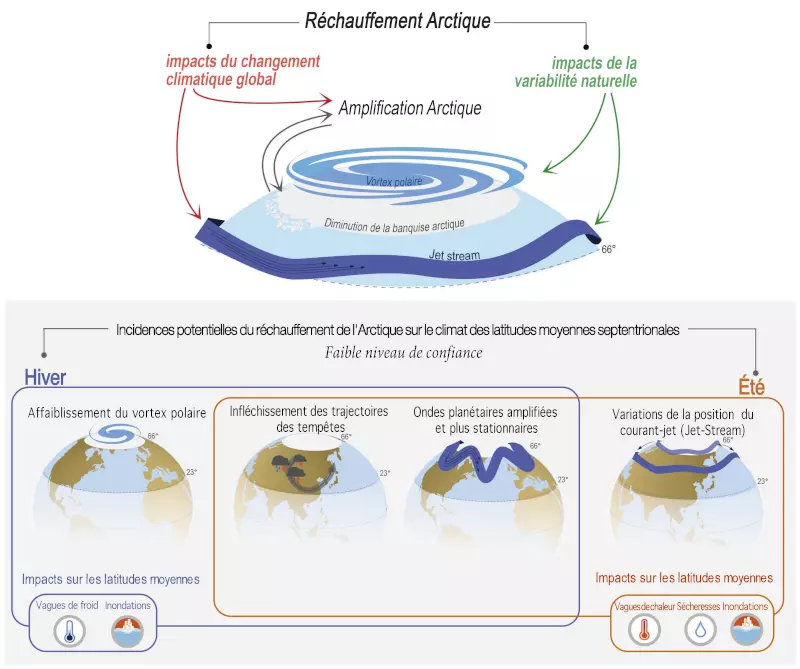 Réchauffement Arctique
impacts du changement
climatique global
impacts de la
variabilité naturelle
Amplification Arctique
Vortex polaire
Diminution de la banquise arctique
Jet stream
66°
Incidences potentielles du réchauffement de l'Arctique sur le climat des latitudes moyennes septentrionales
Faible niveau de confiance
Hiver
Été
Affaiblissement du vortex polaire
66°
23°
Infléchissement des trajectoires
des tempêtes
66°
Ondes planétaires amplifiées
et plus stationnaires
66°
23°
Variations de la position du
courant-jet (Jet-Stream)
66°
23°
Impacts sur les latitudes moyennes
Vagues de froid
Inondations
Impacts sur les latitudes moyennes
Vagues de chaleur
Sécheresses
Inondations